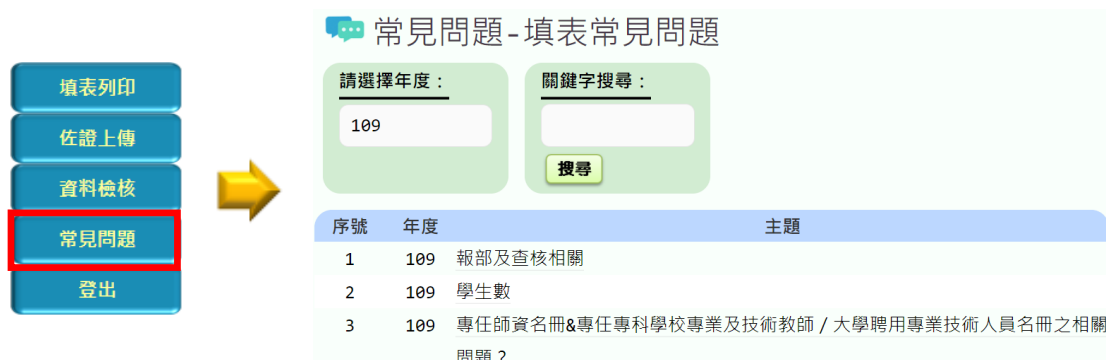 填表列印
佐證上傳
資料檢核
常見問題
登出
常見問題-填表常見問題
請選擇年度：
109
關鍵字搜尋：
搜尋
序號 年度 主題
1 109 報部及查核相關
2 109 學生數
3 109 專任師資名冊&專任專科學校專業及技術教師／大學聘用專業技術人員名冊之相關
問題？